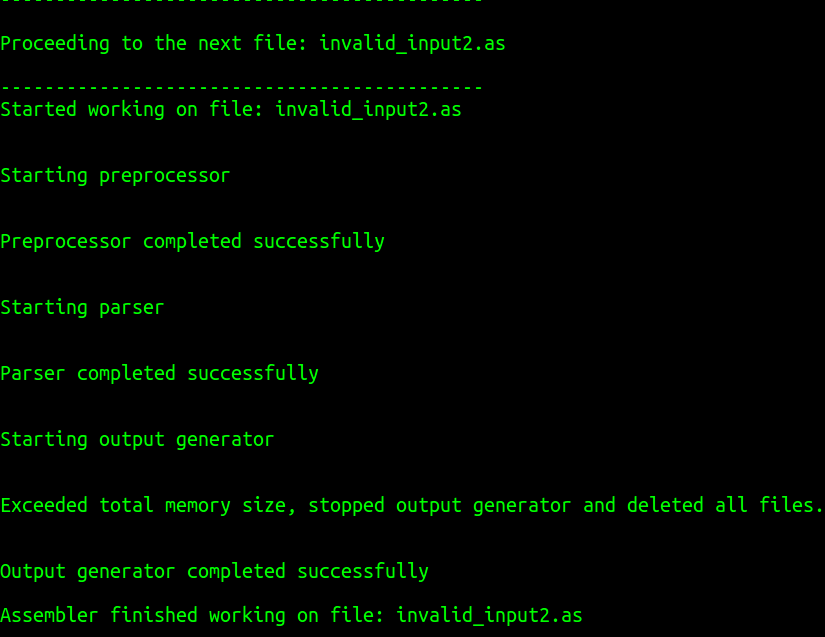 --------------------------------------------
Proceeding to the next file: invalid_input2.as
--------------------------------------------
Started working on file: invalid_input2.as
Starting preprocessor
Preprocessor completed successfully
Starting parser
Parser completed successfully
Starting output generator
Exceeded total memory size, stopped output generator and deleted all files.
Output generator completed successfully
Assembler finished working on file: invalid_input2.as